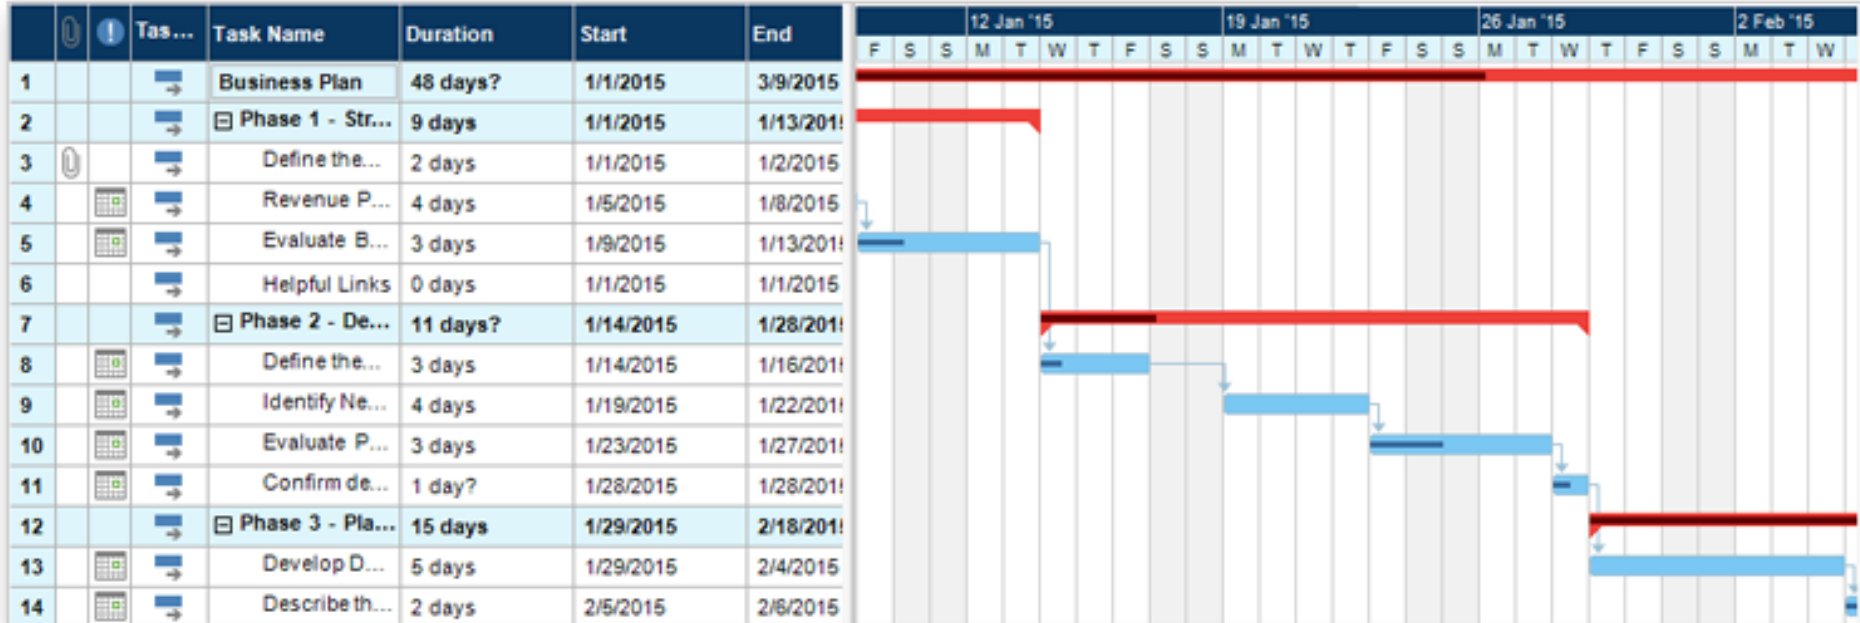 Tas... Task Name Duration Start End 12 Jan '15 19 Jan '15 26 Jan '15 2 Feb '15
F S S M T W T F S S M T W T F S S M T W T F S S M T W
1 Business Plan 48 days? 1/1/2015 3/9/2015
2 Phase 1 - Str... 9 days 1/1/2015 1/13/201
3 Define the... 2 days 1/1/2015 1/2/2015
4 Revenue P... 4 days 1/5/2015 1/8/2015
5 Evaluate B... 3 days 1/9/2015 1/13/201
6 Helpful Links 0 days 1/1/2015 1/1/2015
7 Phase 2 - De... 11 days? 1/14/2015 1/28/201
8 Define the... 3 days 1/14/2015 1/16/201
9 Identify Ne... 4 days 1/19/2015 1/22/201
10 Evaluate P... 3 days 1/23/2015 1/27/201
11 Confirm de... 1 day? 1/28/2015 1/28/201
12 Phase 3 - Pla... 15 days 1/29/2015 2/18/201
13 Develop D... 5 days 1/29/2015 2/4/2015
14 Describe th... 2 days 2/5/2015 2/6/2015